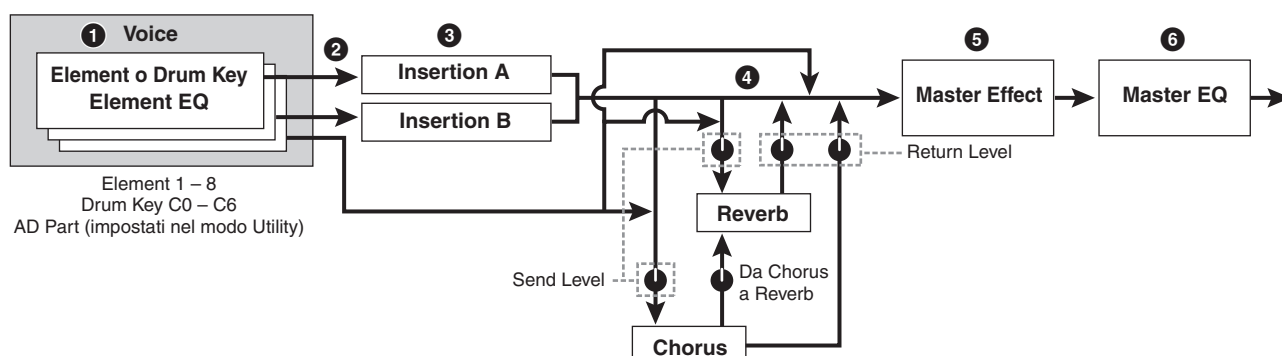 1 Voice
Element o Drum Key
Element EQ
Element 1 – 8
Drum Key C0 – C6
AD Part (impostati nel modo Utility)
2
3
Insertion A
Insertion B
4
5
Master Effect
6
Master EQ
Return Level
Reverb
Send Level
Da Chorus
a Reverb
Chorus